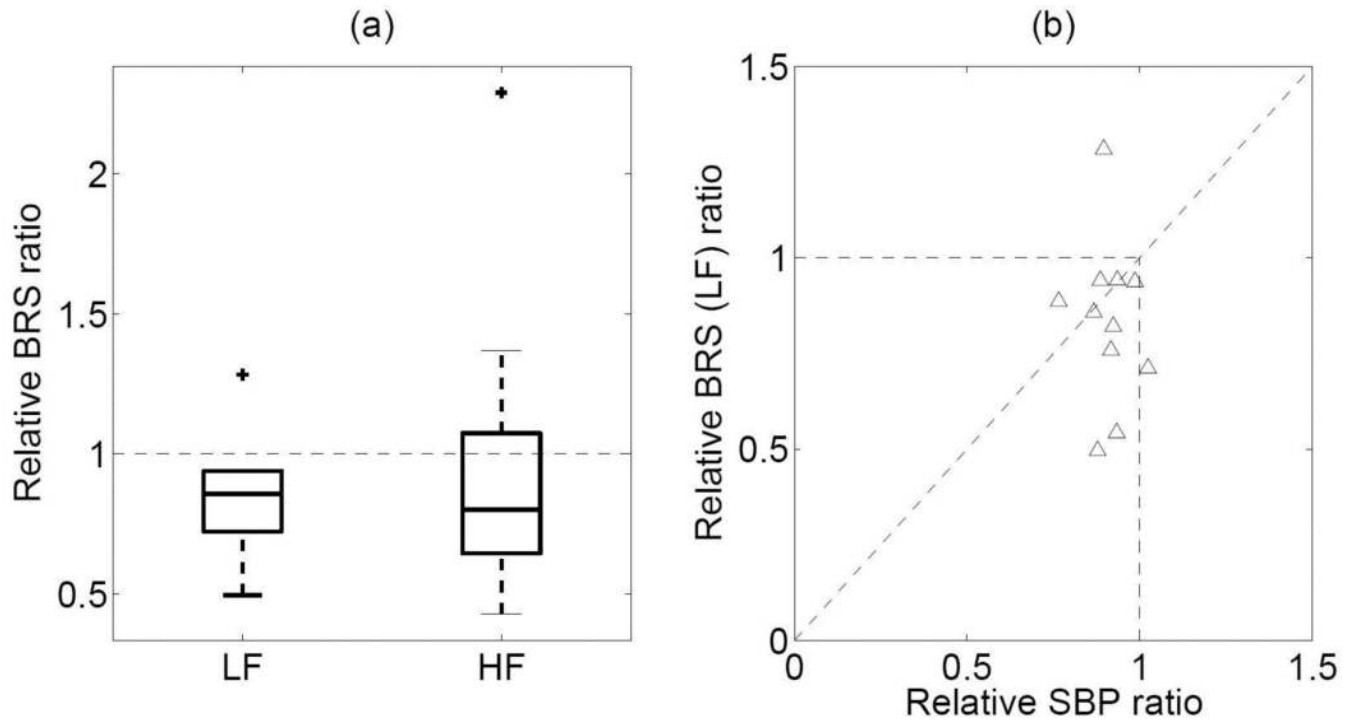 (a)
Relative BRS ratio
2
1.5
1
0.5
LF HF
(b)
Relative BRS (LF) ratio
1.5
1
0.5
0
0 0.5 1 1.5
Relative SBP ratio